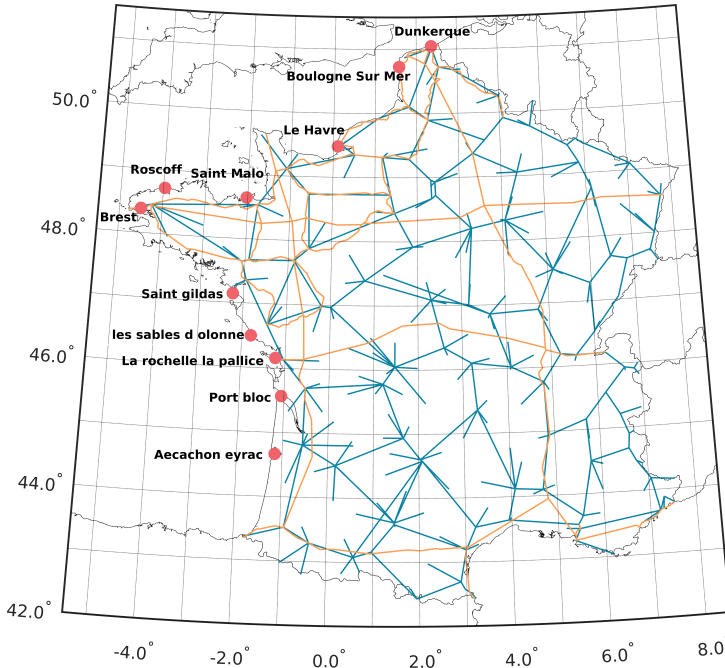 Dunkerque
Boulogne Sur Mer
50.0°
Le Havre
Roscoff
Saint Malo
Brest
48.0°
Saint gildas
les sables d olonne
46.0°
La rochelle la pallice
Port bloc
Aecachon eyrac
44.0°
42.0°
-4.0°
-2.0°
0.0°
2.0°
4.0°
6.0°
8.0°